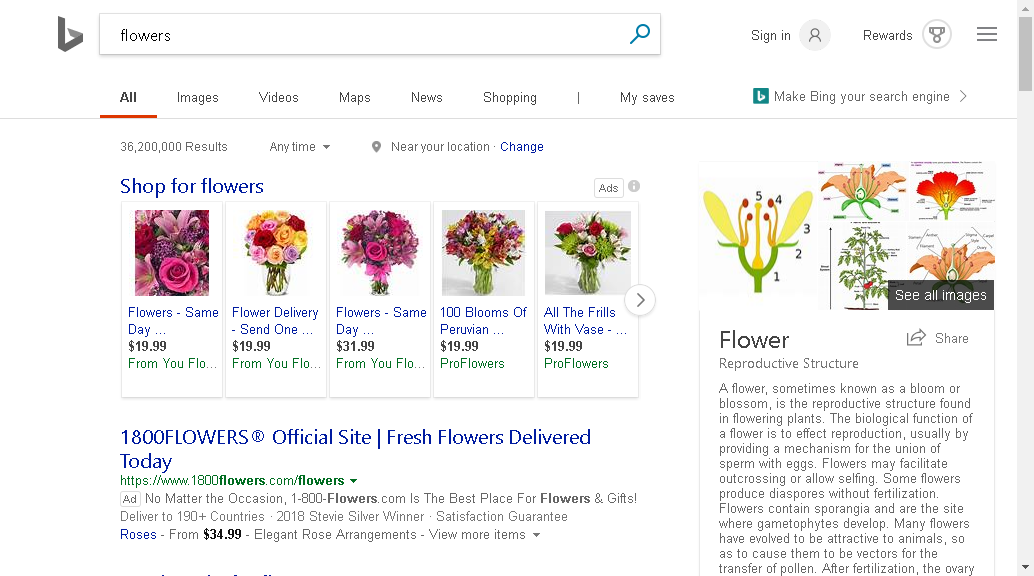 flowers
Sign in
Rewards
All
Images
Videos
Maps
News
Shopping
|
My saves
Make Bing your search engine
36,200,000 Results
Any time
Near your location · Change
Shop for flowers
Ads
Flowers - Same
Day ...
$19.99
From You Flo...
Flower Delivery
- Send One ...
$19.99
From You Flo...
Flowers - Same
Day ...
$31.99
From You Flo...
100 Blooms Of
Peruvian ...
$19.99
ProFlowers
All The Frills
With Vase - ...
$19.99
ProFlowers
1800FLOWERS® Official Site | Fresh Flowers Delivered
Today
https://www.1800flowers.com/flowers
Ad No Matter the Occasion, 1-800-Flowers.com Is The Best Place For Flowers & Gifts!
Deliver to 190+ Countries · 2018 Stevie Silver Winner · Satisfaction Guarantee
Roses - From $34.99 - Elegant Rose Arrangements - View more items
5
4
3
2
1
See all images
Flower
Share
Reproductive Structure
A flower, sometimes known as a bloom or
blossom, is the reproductive structure found
in flowering plants. The biological function of
a flower is to effect reproduction, usually by
providing a mechanism for the union of
sperm with eggs. Flowers may facilitate
outcrossing or allow selfing. Some flowers
produce diaspores without fertilization.
Flowers contain sporangia and are the site
where gametophytes develop. Many flowers
have evolved to be attractive to animals, so
as to cause them to be vectors for the
transfer of pollen. After fertilization, the ovary